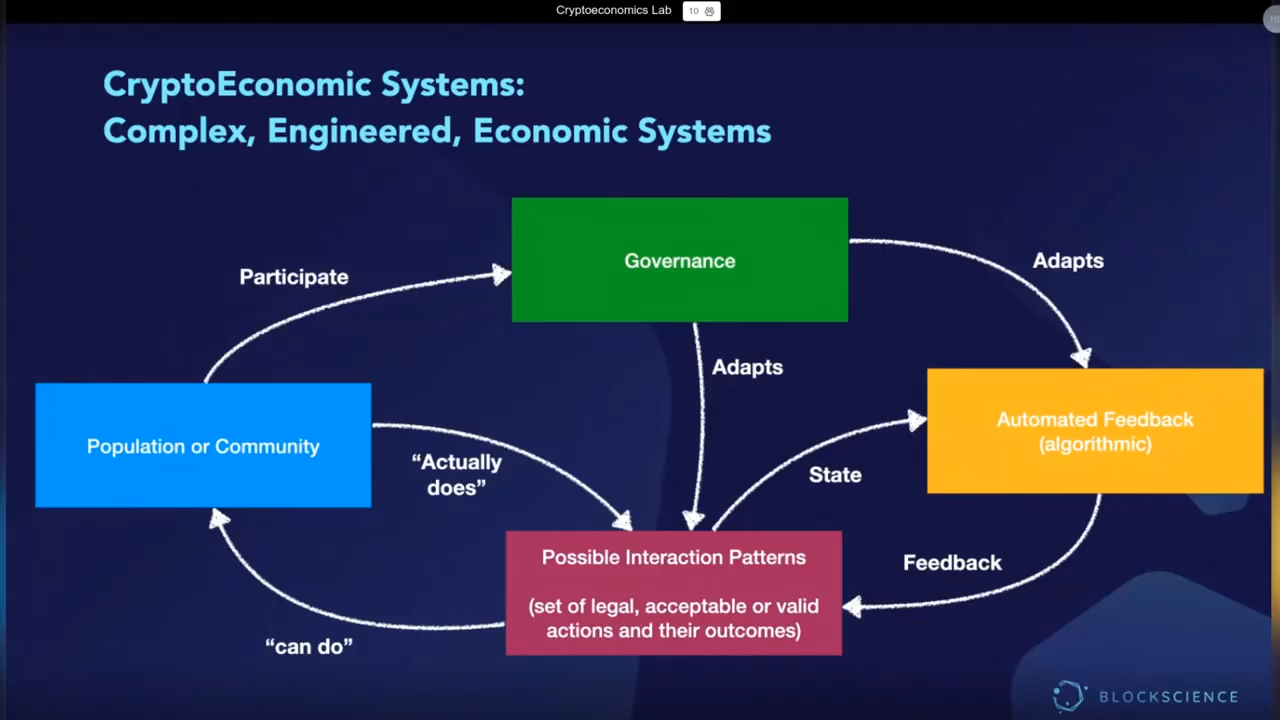 Cryptoeconomics Lab 10
CryptoEconomic Systems:
Complex, Engineered, Economic Systems
Governance
Participate
Adapts
Adapts
Population or Community
Automated Feedback
(algorithmic)
“Actually
does”
State
Possible Interaction Patterns
(set of legal, acceptable or valid
actions and their outcomes)
Feedback
“can do”
BLOCKSCIENCE